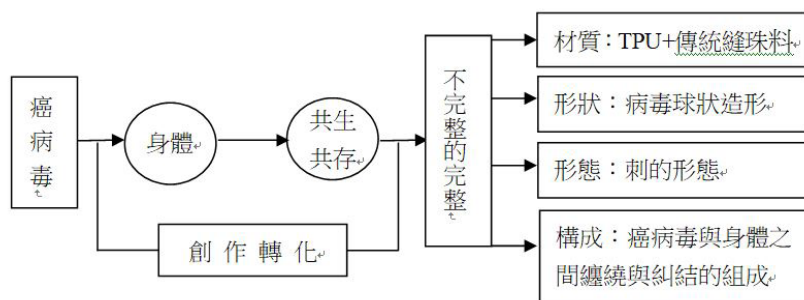 癌病毒
身體
共生
共存
創作轉化
不完整的完整
材質：TPU+傳統縫珠料
形狀：病毒球狀造形
形態：刺的形態
構成：癌病毒與身體之
間纏繞與糾結的組成